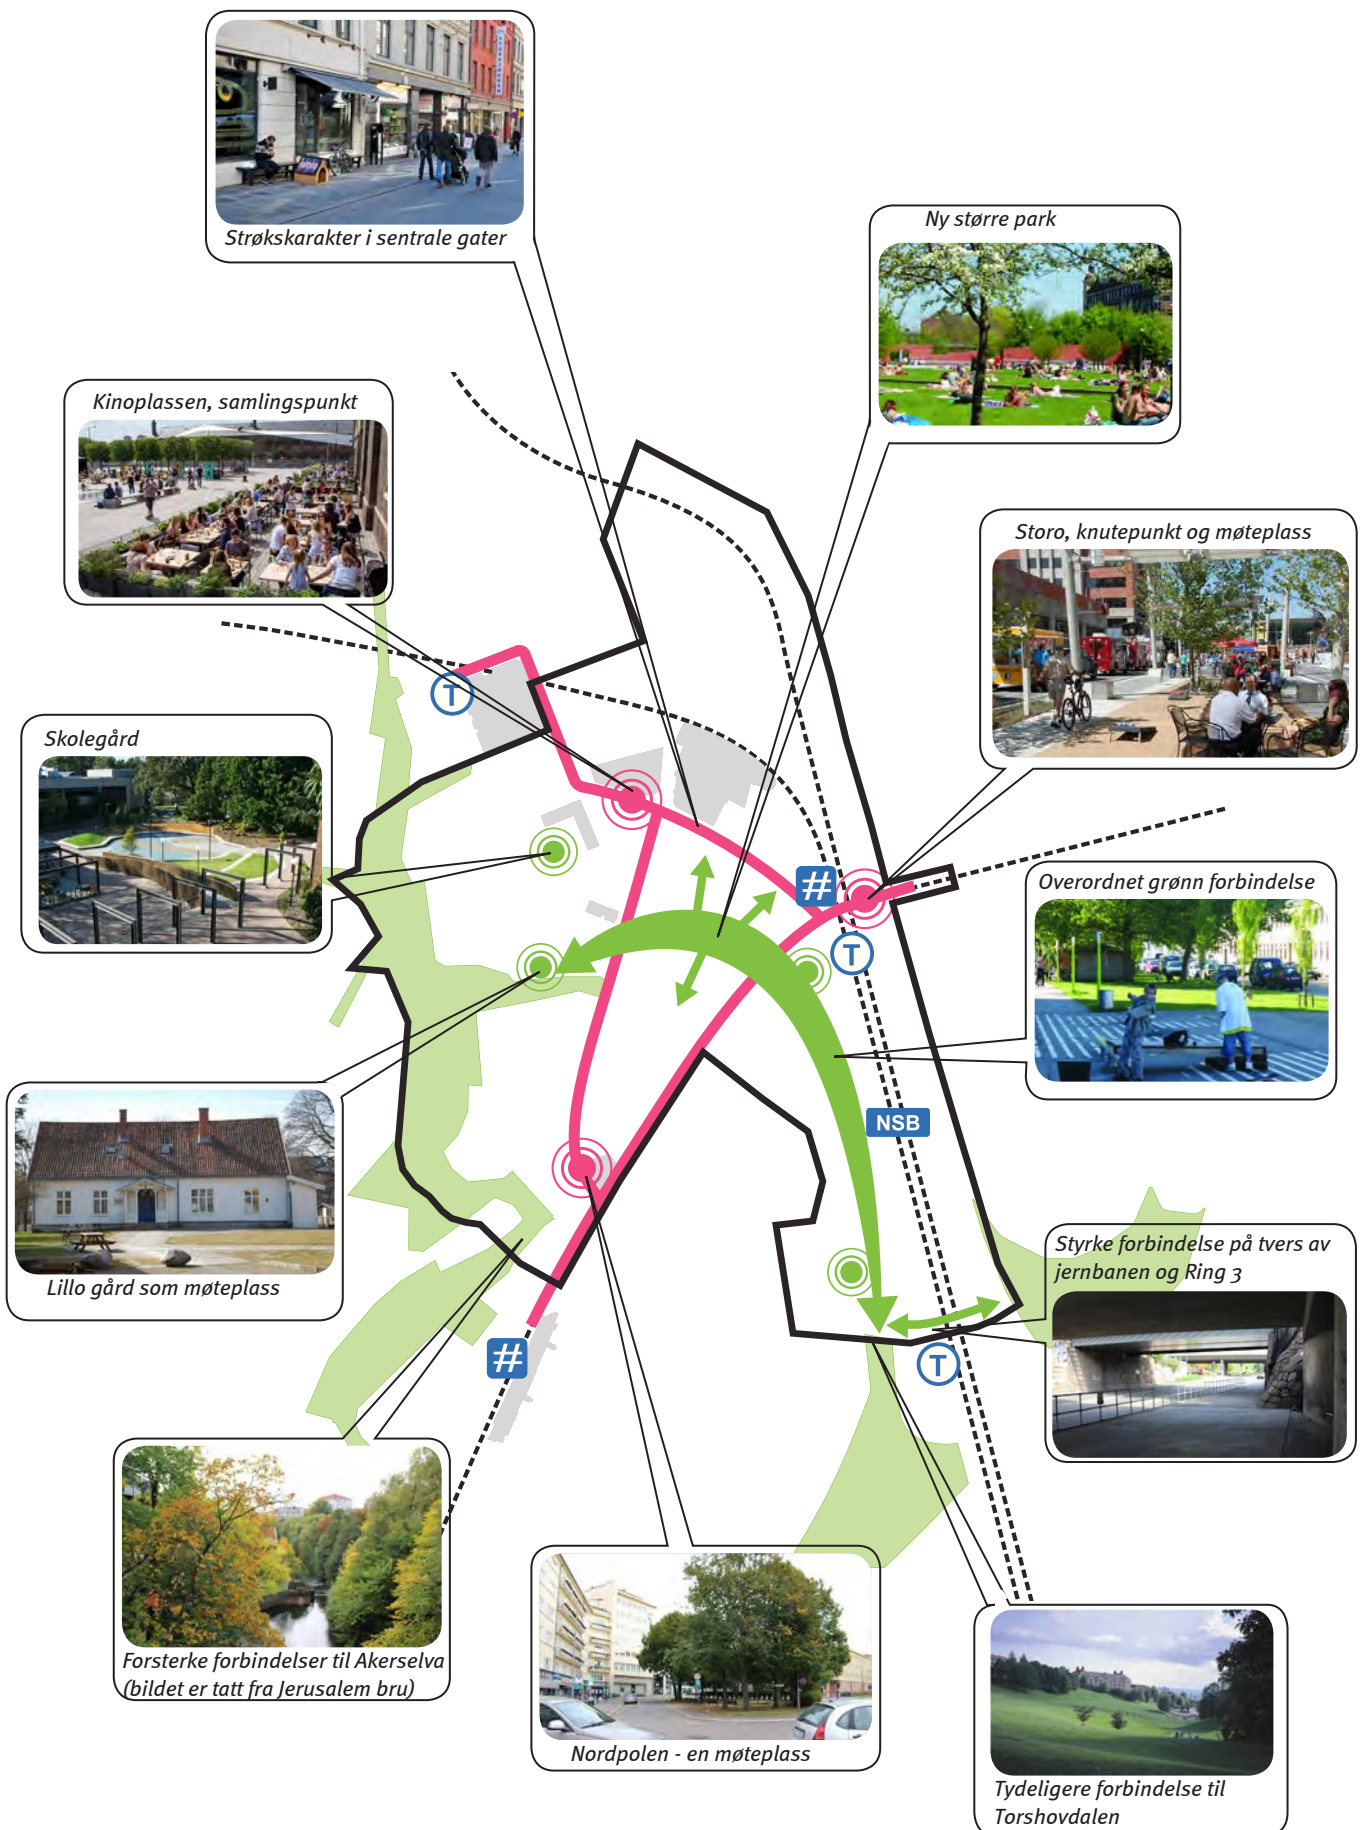 Strøkskarakter i sentrale gater
Ny større park
Kinoplassen, samlingspunkt
Storo, knutepunkt og møteplass
T
Skolegård
#
Overordnet grønn forbindelse
T
Lillo gård som møteplass
NSB
Styrke forbindelse på tvers av
jernbanen og Ring 3
#
T
Forsterke forbindelser til Akerselva
(bildet er tatt fra Jerusalem bru)
Nordpolen - en møteplass
Tydeligere forbindelse til
Torshovdalen